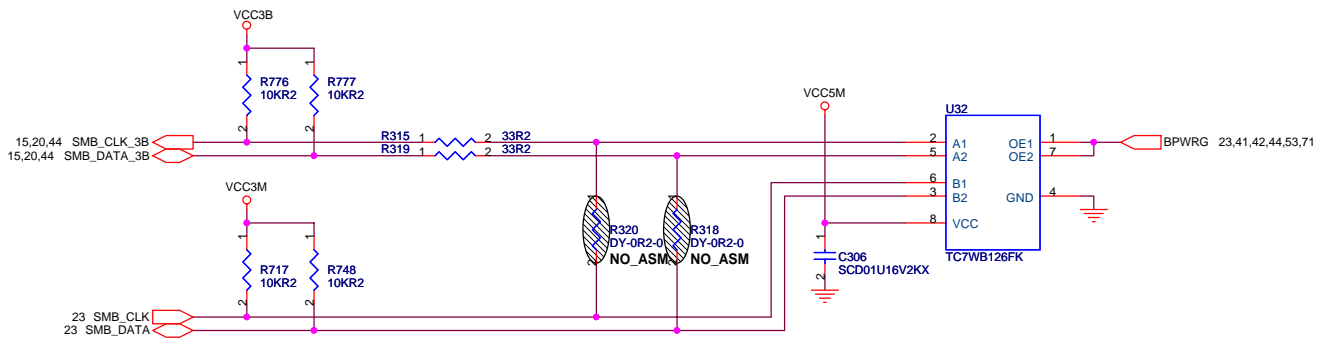 VCC3B
1 1
R776 R777
10KR2 10KR2
2 2
VCC5M
U32
15,20,44 SMB_CLK_3B R315 1 2 33R2 2 A1 OE1 1 BPWRG 23,41,42,44,53,71
15,20,44 SMB_DATA_3B R319 1 2 33R2 5 A2 OE2 7
6 B1
VCC3M 3 B2 GND 4
1 1
8 VCC
1 1
R320 R318
DY-0R2-0 DY-0R2-0
NO_ASM NO_ASM
2 2
1
C306
SCD01U16V2KX
2
TC7WB126FK
R717 R748
10KR2 10KR2
2 2
23 SMB_CLK
23 SMB_DATA